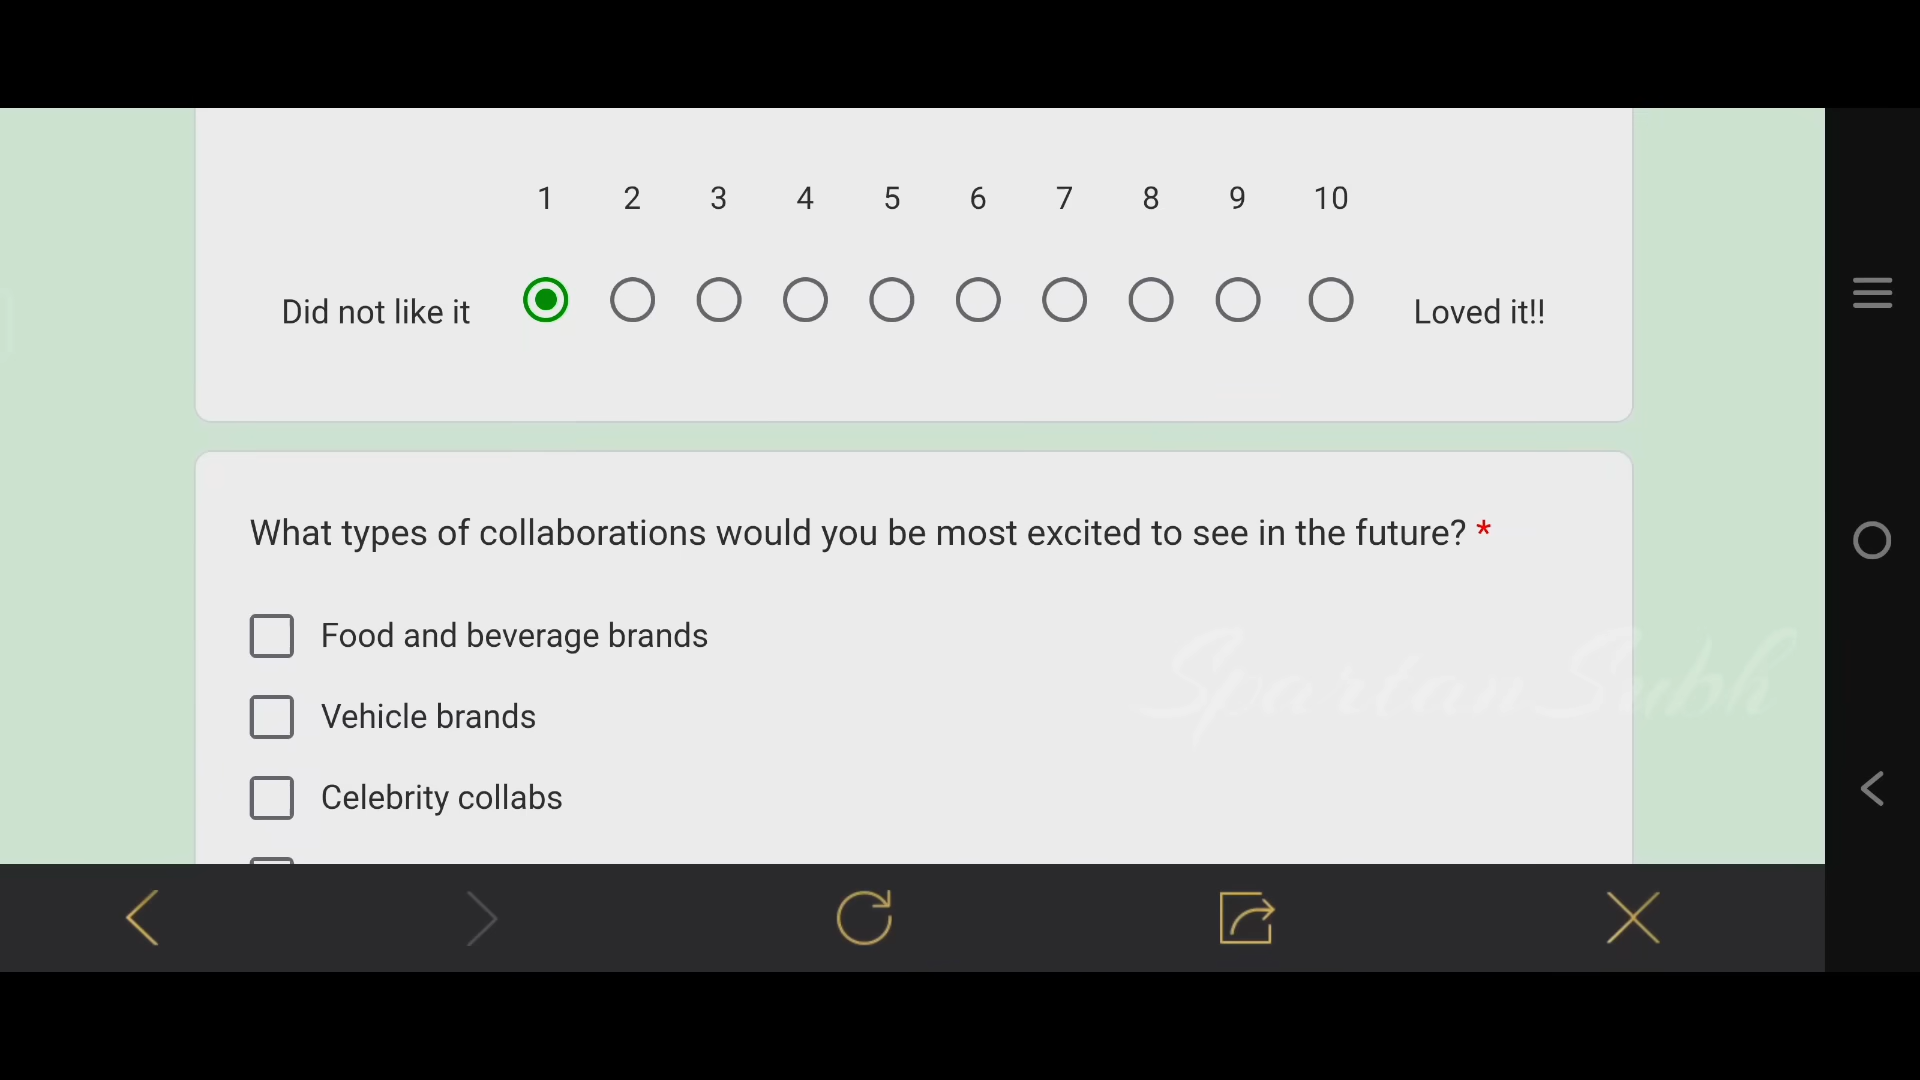 1 2 3 4 5 6 7 8 9 10
Did not like it Loved it!!
What types of collaborations would you be most excited to see in the future? *
Food and beverage brands
Vehicle brands
Celebrity collabs
Spartan Subh